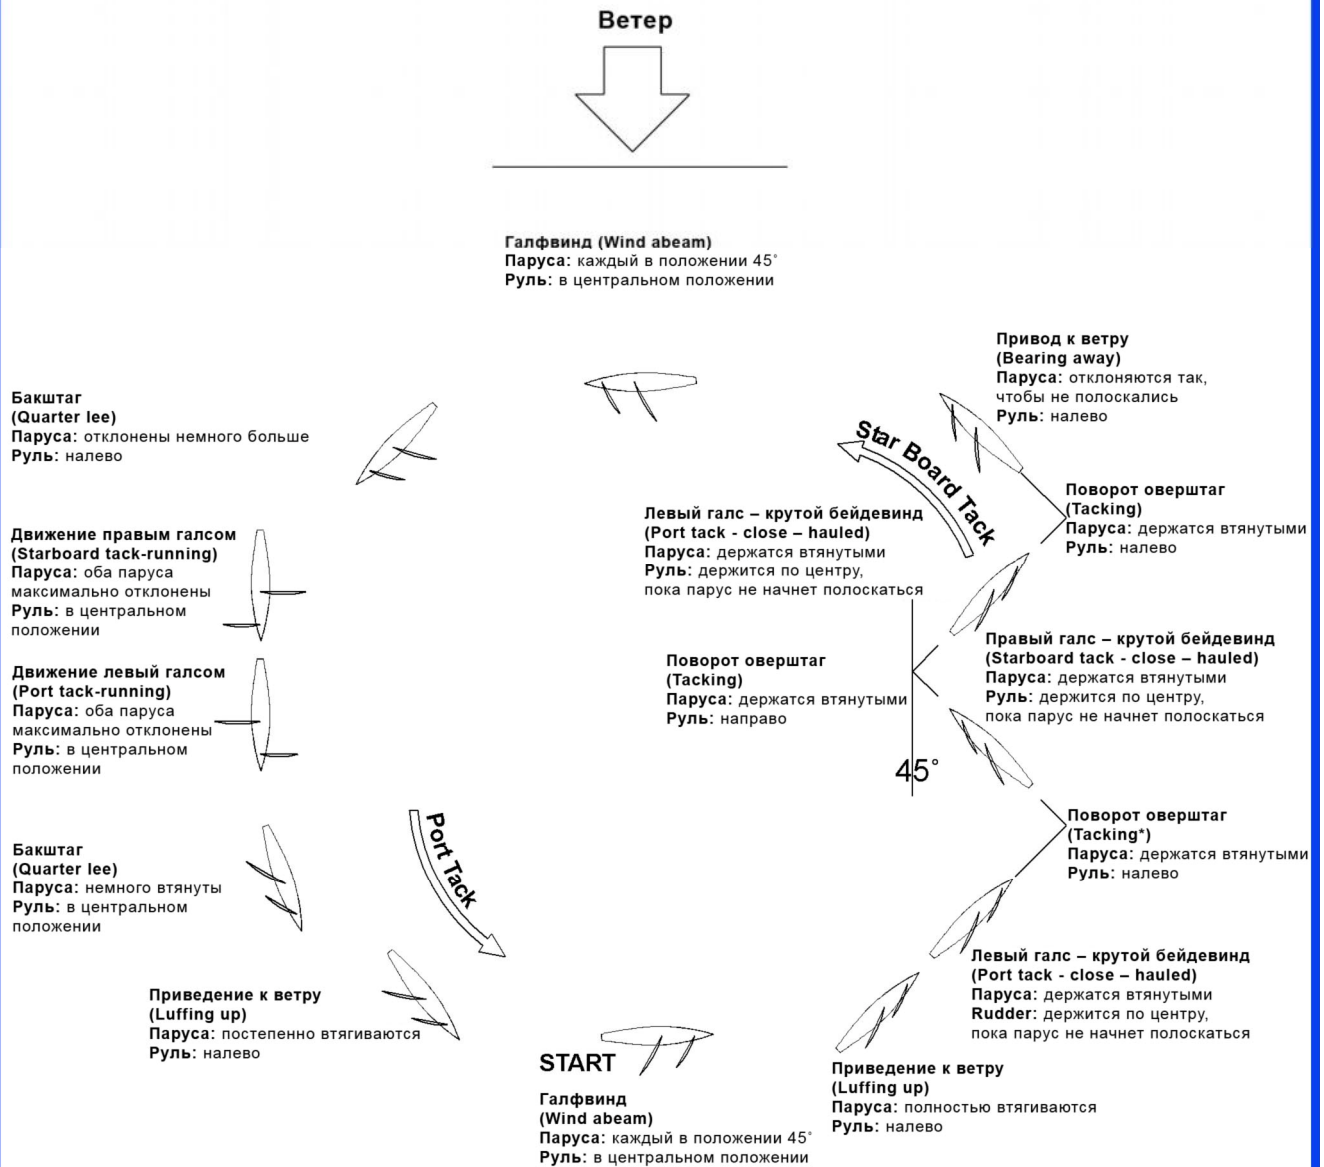 Ветер
Галфвинд (Wind abeam)
Паруса: каждый в положении 45˚
Руль: в центральном положении
Привод к ветру
(Bearing away)
Паруса: отклоняются так,
чтобы не полоскались
Руль: налево
Бакштаг
(Quarter lee)
Паруса: отклонены немного больше
Руль: налево
Star Board Tack
Поворот оверштаг
(Tacking)
Паруса: держатся втянутыми
Руль: налево
Левый галс – крутой бейдевинд
(Port tack - close – hauled)
Паруса: держатся втянутыми
Руль: держится по центру,
пока парус не начнет полоскаться
Движение правым галсом
(Starboard tack-running)
Паруса: оба паруса
максимально отклонены
Руль: в центральном
положении
Правый галс – крутой бейдевинд
(Starboard tack - close – hauled)
Паруса: держатся втянутыми
Руль: держится по центру,
пока парус не начнет полоскаться
Поворот оверштаг
(Tacking)
Паруса: держатся втянутыми
Руль: направо
45˚
Движение левый галсом
(Port tack-running)
Паруса: оба паруса
максимально отклонены
Руль: в центральном
положении
Port Tack
Поворот оверштаг
(Tacking*)
Паруса: держатся втянутыми
Руль: налево
Бакштаг
(Quarter lee)
Паруса: немного втянуты
Руль: в центральном
положении
Левый галс – крутой бейдевинд
(Port tack - close – hauled)
Паруса: держатся втянутыми
Rudder: держится по центру,
пока парус не начнет полоскаться
Приведение к ветру
(Luffing up)
Паруса: постепенно втягиваются
Руль: налево
START
Галфвинд
(Wind abeam)
Паруса: каждый в положении 45˚
Руль: в центральном положении
Приведение к ветру
(Luffing up)
Паруса: полностью втягиваются
Руль: налево